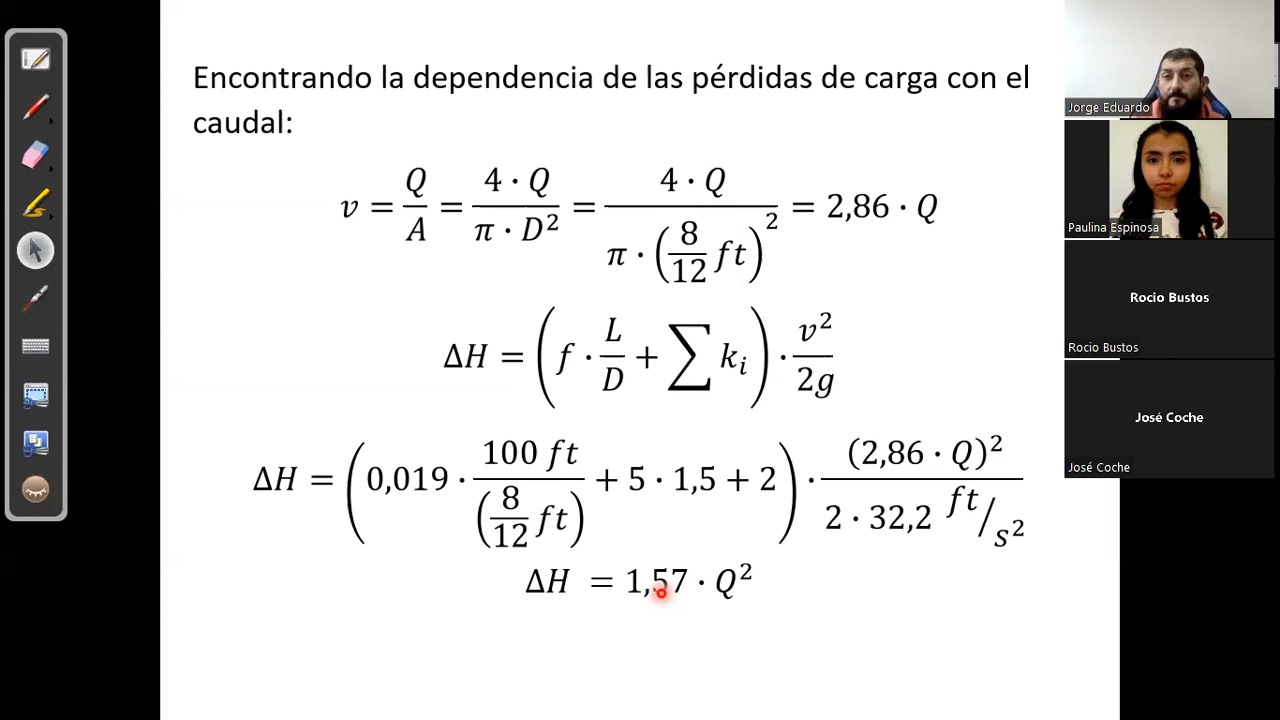 Encontrando la dependencia de las pérdidas de carga con el
caudal:
v = Q/A = (4 · Q)/(π · D²) = (4 · Q)/(π · (8/12 ft)²) = 2,86 · Q
ΔH = (f · L/D + ∑ kᵢ) · v²/2g
ΔH = (0,019 · 100 ft/(8/12 ft) + 5 · 1,5 + 2) · (2,86 · Q)²/(2 · 32,2 ft/s²)
ΔH = 1,57 · Q²
Jorge Eduardo
Paulina Espinosa
Rocio Bustos
Rocio Bustos
José Coche
José Coche